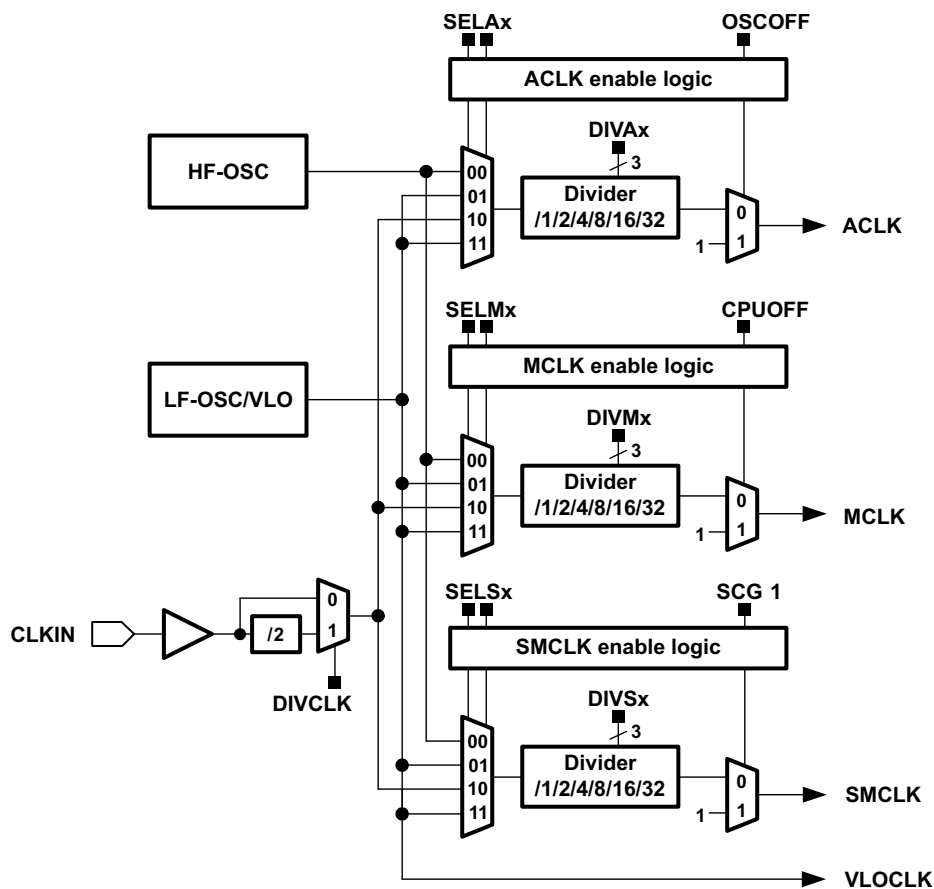 SELAx OSCOFF
ACLK enable logic
DIVAx
3
HF-OSC
00
01
10
11
Divider
/1/2/4/8/16/32
0
1
1
ACLK
SELMx CPUOFF
MCLK enable logic
DIVMx
3
LF-OSC/VLO
00
01
10
11
Divider
/1/2/4/8/16/32
0
1
1
MCLK
CLKIN
/2
0
1
DIVCLK
SELSx SCG 1
SMCLK enable logic
DIVSx
3
00
01
10
11
Divider
/1/2/4/8/16/32
0
1
1
SMCLK
VLOCLK